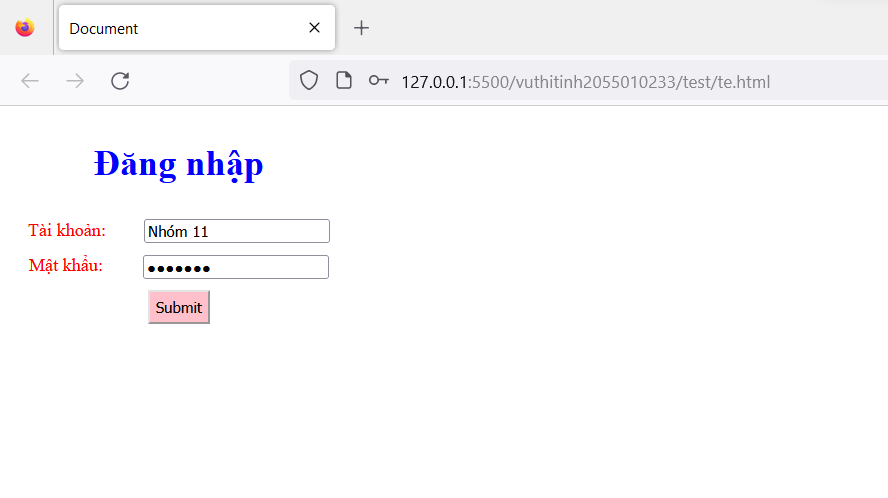 Document
127.0.0.1:5500/vuthitinh2055010233/test/te.html
Đăng nhập
Tài khoản: Nhóm 11
Mật khẩu: •••••••
Submit